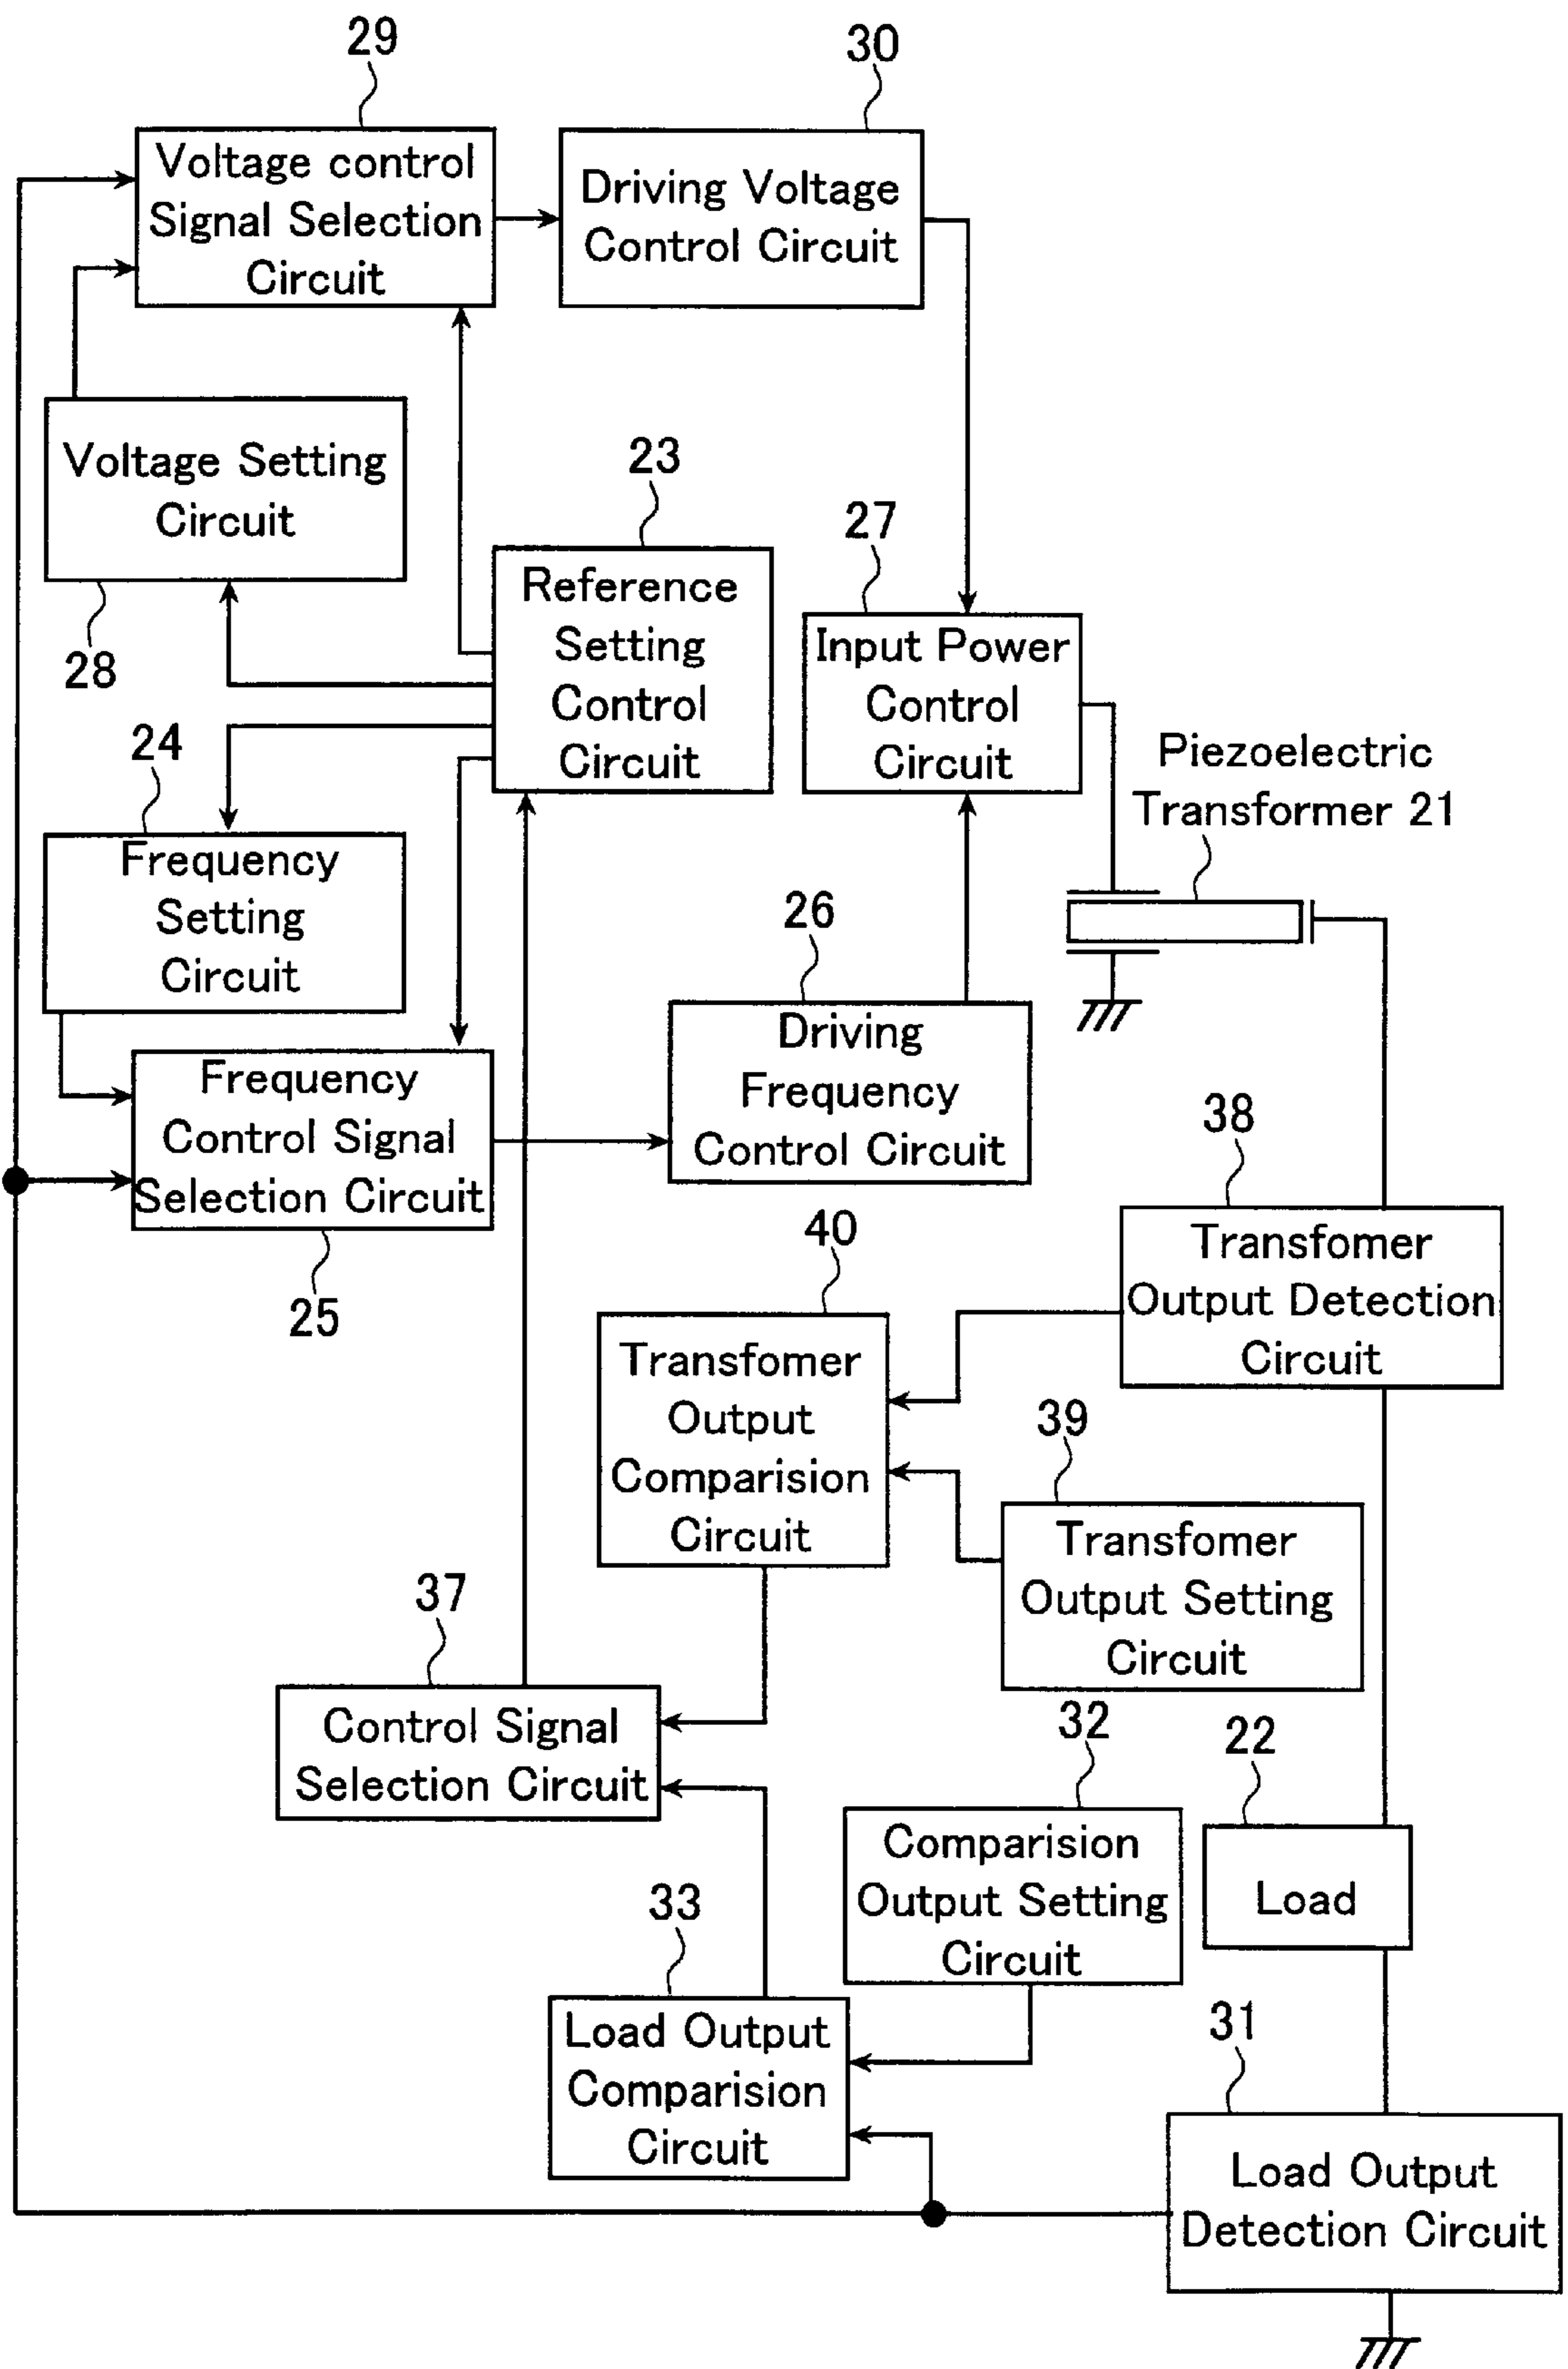 29
30
Voltage control
Signal Selection
Circuit
Driving Voltage
Control Circuit
Voltage Setting
Circuit
28
23
Reference
Setting
Control
Circuit
27
Input Power
Control
Circuit
24
Frequency
Setting
Circuit
Piezoelectric
Transformer 21
26
Driving
Frequency
Control Circuit
Frequency
Control Signal
Selection Circuit
25
38
Transfomer
Output Detection
Circuit
40
Transfomer
Output
Comparision
Circuit
39
Transfomer
Output Setting
Circuit
37
Control Signal
Selection Circuit
32
Comparision
Output Setting
Circuit
22
Load
33
Load Output
Comparision
Circuit
31
Load Output
Detection Circuit